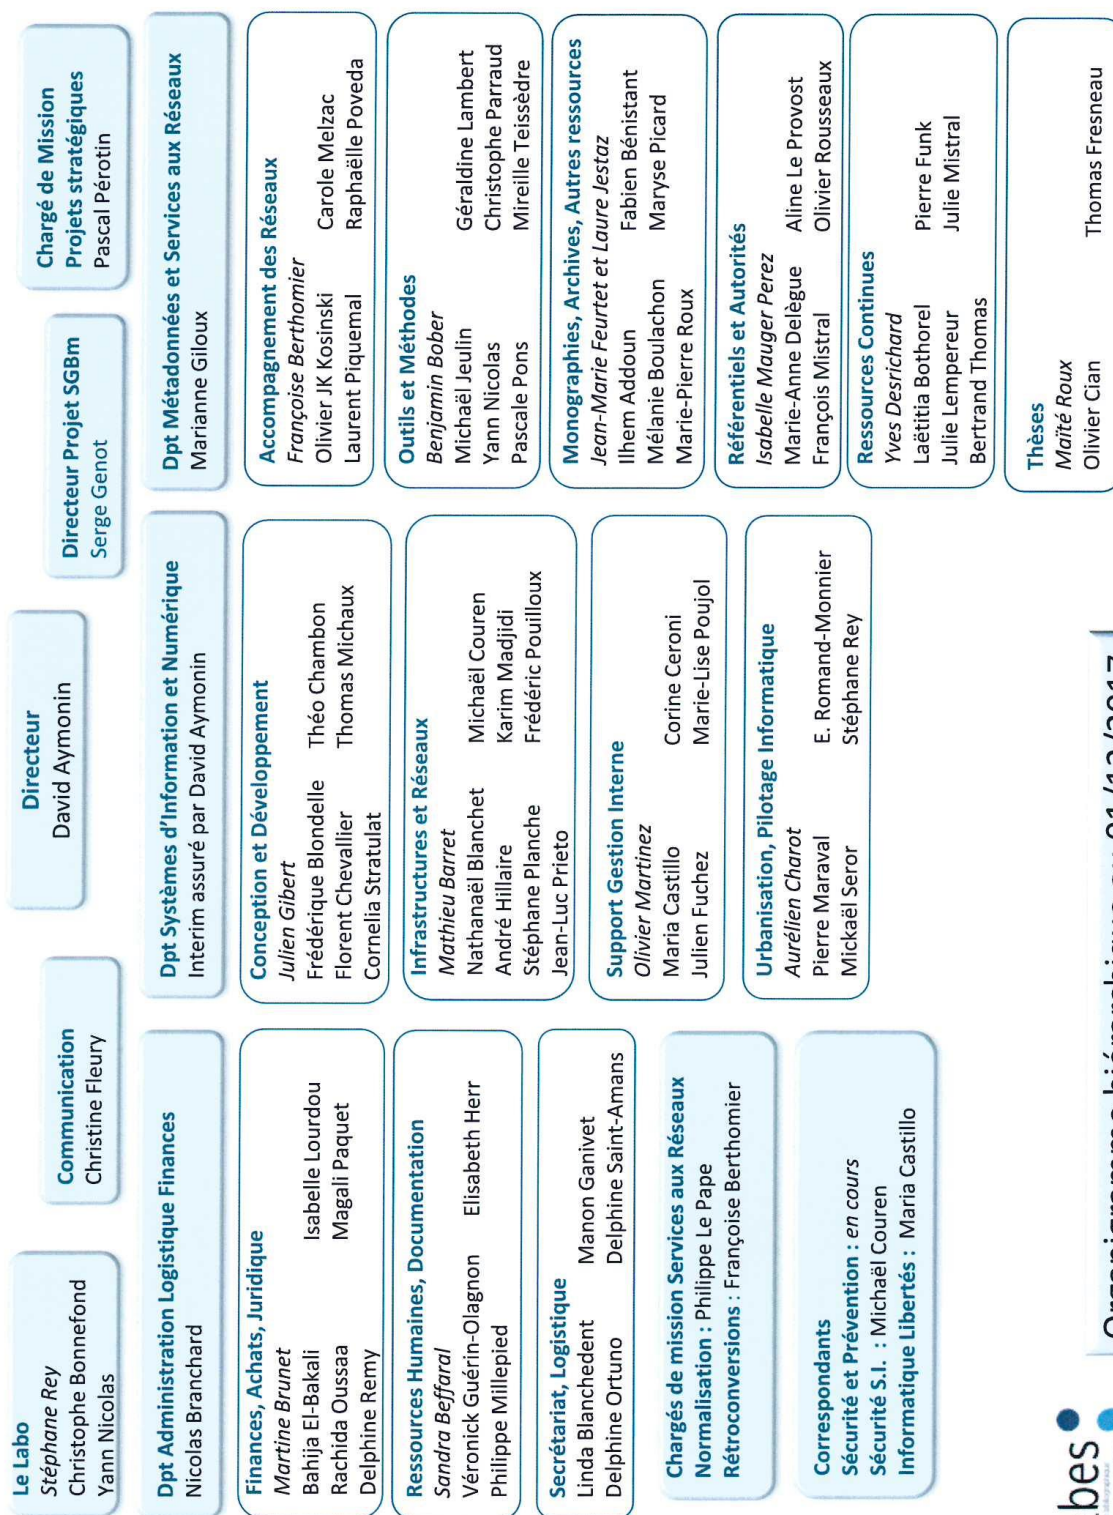 Le Labo
Stéphane Rey
Christophe Bonnefond
Yann Nicolas
Communication
Christine Fleury
Directeur
David Aymonin
Directeur Projet SGBm
Serge Genot
Chargé de Mission
Projets stratégiques
Pascal Pérotin
Dpt Administration Logistique Finances
Nicolas Branchard
Finances, Achats, Juridique
Martine Brunet
Bahija El-Bakali Isabelle Lourdou
Rachida Oussaa Magali Paquet
Delphine Remy
Ressources Humaines, Documentation
Sandra Beffaral
Véronick Guérin-Olagnon Elisabeth Herr
Philippe Millepied
Secrétariat, Logistique
Linda Blanchedent Manon Ganivet
Delphine Ortuno Delphine Saint-Amans
Chargés de mission Services aux Réseaux
Normalisation : Philippe Le Pape
Rétroconversions : Françoise Berthomier
Correspondants
Sécurité et Prévention : en cours
Sécurité S.I. : Michaël Couren
Informatique Libertés : Maria Castillo
Dpt Systèmes d'Information et Numérique
Interim assuré par David Aymonin
Conception et Développement
Julien Gibert
Frédérique Blondelle Théo Chambon
Florent Chevallier Thomas Michaux
Cornelia Stratulat
Infrastructures et Réseaux
Mathieu Barret
Nathanaël Blanchet Michaël Couren
André Hillaire Karim Madjidi
Stéphane Planche Frédéric Pouilloux
Jean-Luc Prieto
Support Gestion Interne
Olivier Martinez
Maria Castillo Corine Ceroni
Julien Fuchez Marie-Lise Poujol
Urbanisation, Pilotage Informatique
Aurélien Charot
Pierre Maraval E. Romand-Monnier
Mickaël Seror Stéphane Rey
Dpt Métadonnées et Services aux Réseaux
Marianne Giloux
Accompagnement des Réseaux
Françoise Berthomier
Olivier JK Kosinski Carole Melzac
Laurent Piquemal Raphaëlle Poveda
Outils et Méthodes
Benjamin Bober
Michaël Jeulin Géraldine Lambert
Yann Nicolas Christophe Parraud
Pascale Pons Mireille Teissèdre
Monographies, Archives, Autres ressources
Jean-Marie Feurtet et Laure Jestaz
Ilhem Addoun Fabien Bénistant
Mélanie Boulachon Maryse Picard
Marie-Pierre Roux
Référentiels et Autorités
Isabelle Mauger Perez
Marie-Anne Delègue Aline Le Provost
François Mistral Olivier Rousseaux
Ressources Continues
Yves Desrichard
Laëtitia Bothorel Pierre Funk
Julie Lempereur Julie Mistral
Bertrand Thomas
Thèses
Maïté Roux
Olivier Cian Thomas Fresneau
bes
Organigramme hiérarchique au 01/12/2017